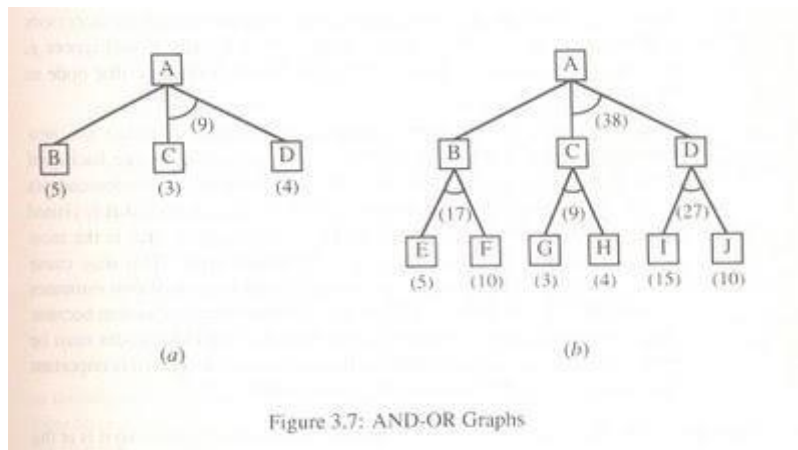 A
(9)
B
C
D
(5)
(3)
(4)
(a)
A
(38)
B
C
D
(17)
(9)
(27)
E
F
G
H
I
J
(5)
(10)
(3)
(4)
(15)
(10)
(b)
Figure 3.7: AND-OR Graphs